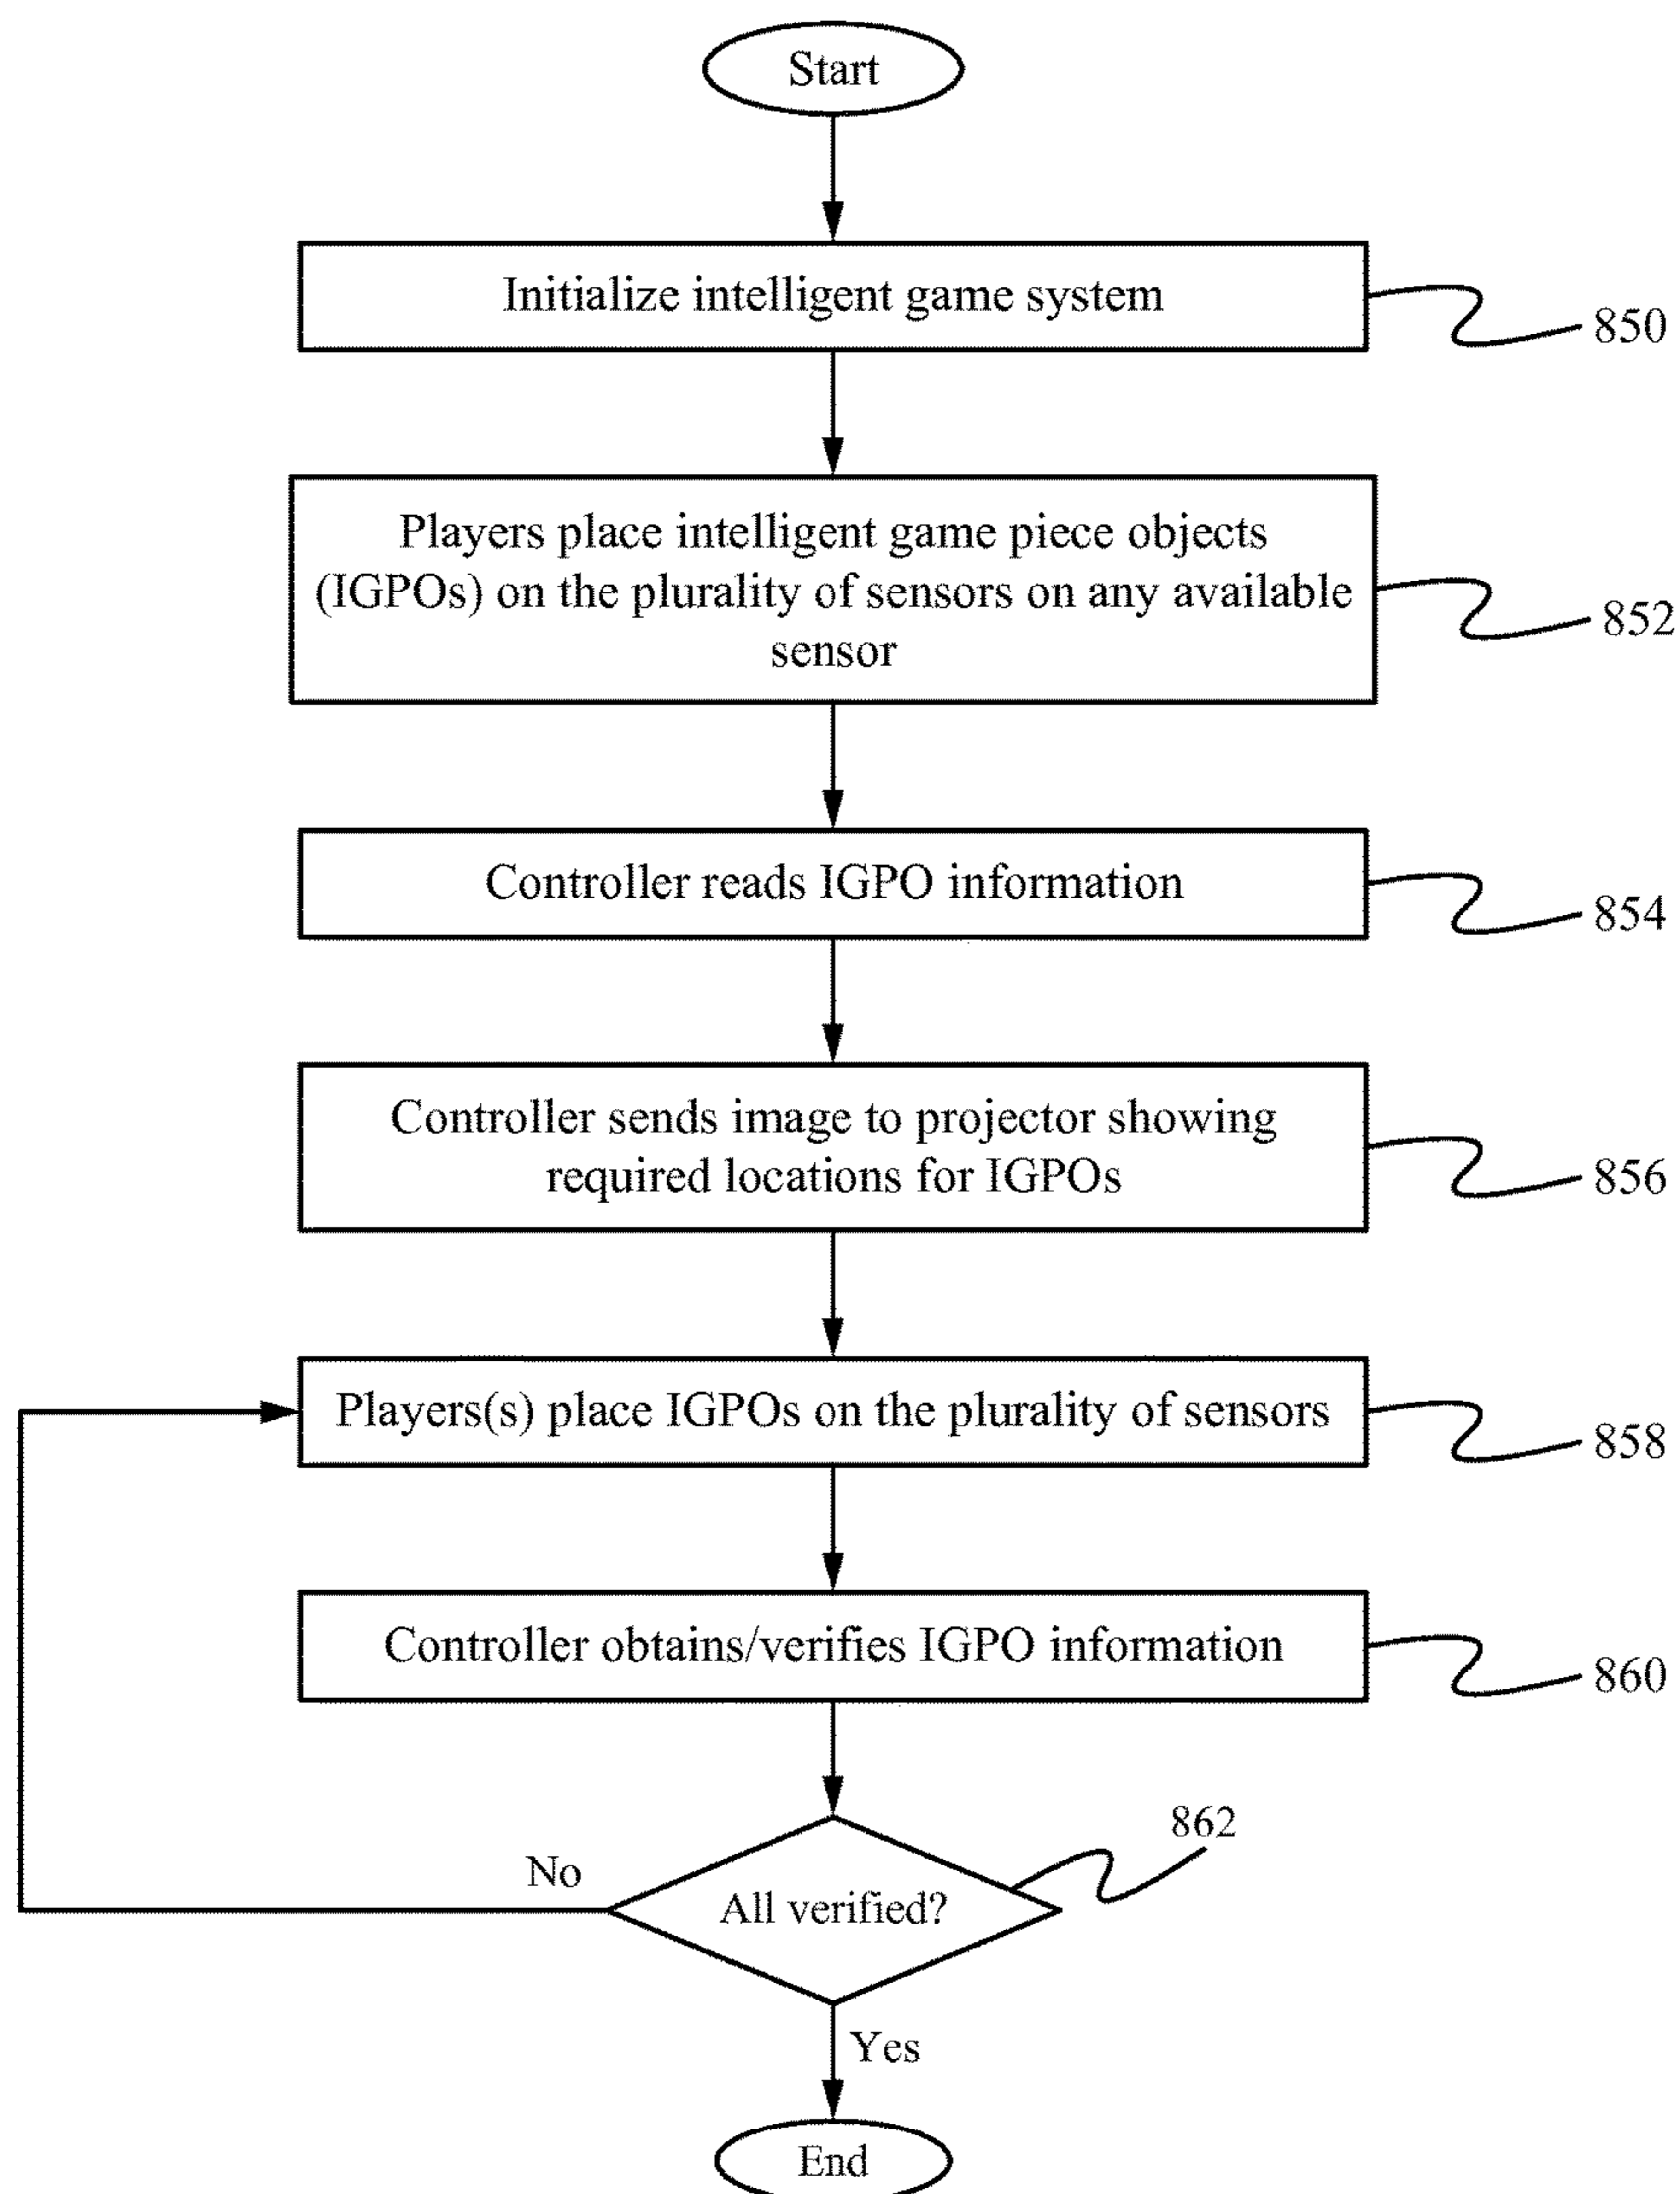 Start
Initialize intelligent game system
850
Players place intelligent game piece objects
(IGPOs) on the plurality of sensors on any available
sensor
852
Controller reads IGPO information
854
Controller sends image to projector showing
required locations for IGPOs
856
Players(s) place IGPOs on the plurality of sensors
858
Controller obtains/verifies IGPO information
860
862
No
All verified?
Yes
End